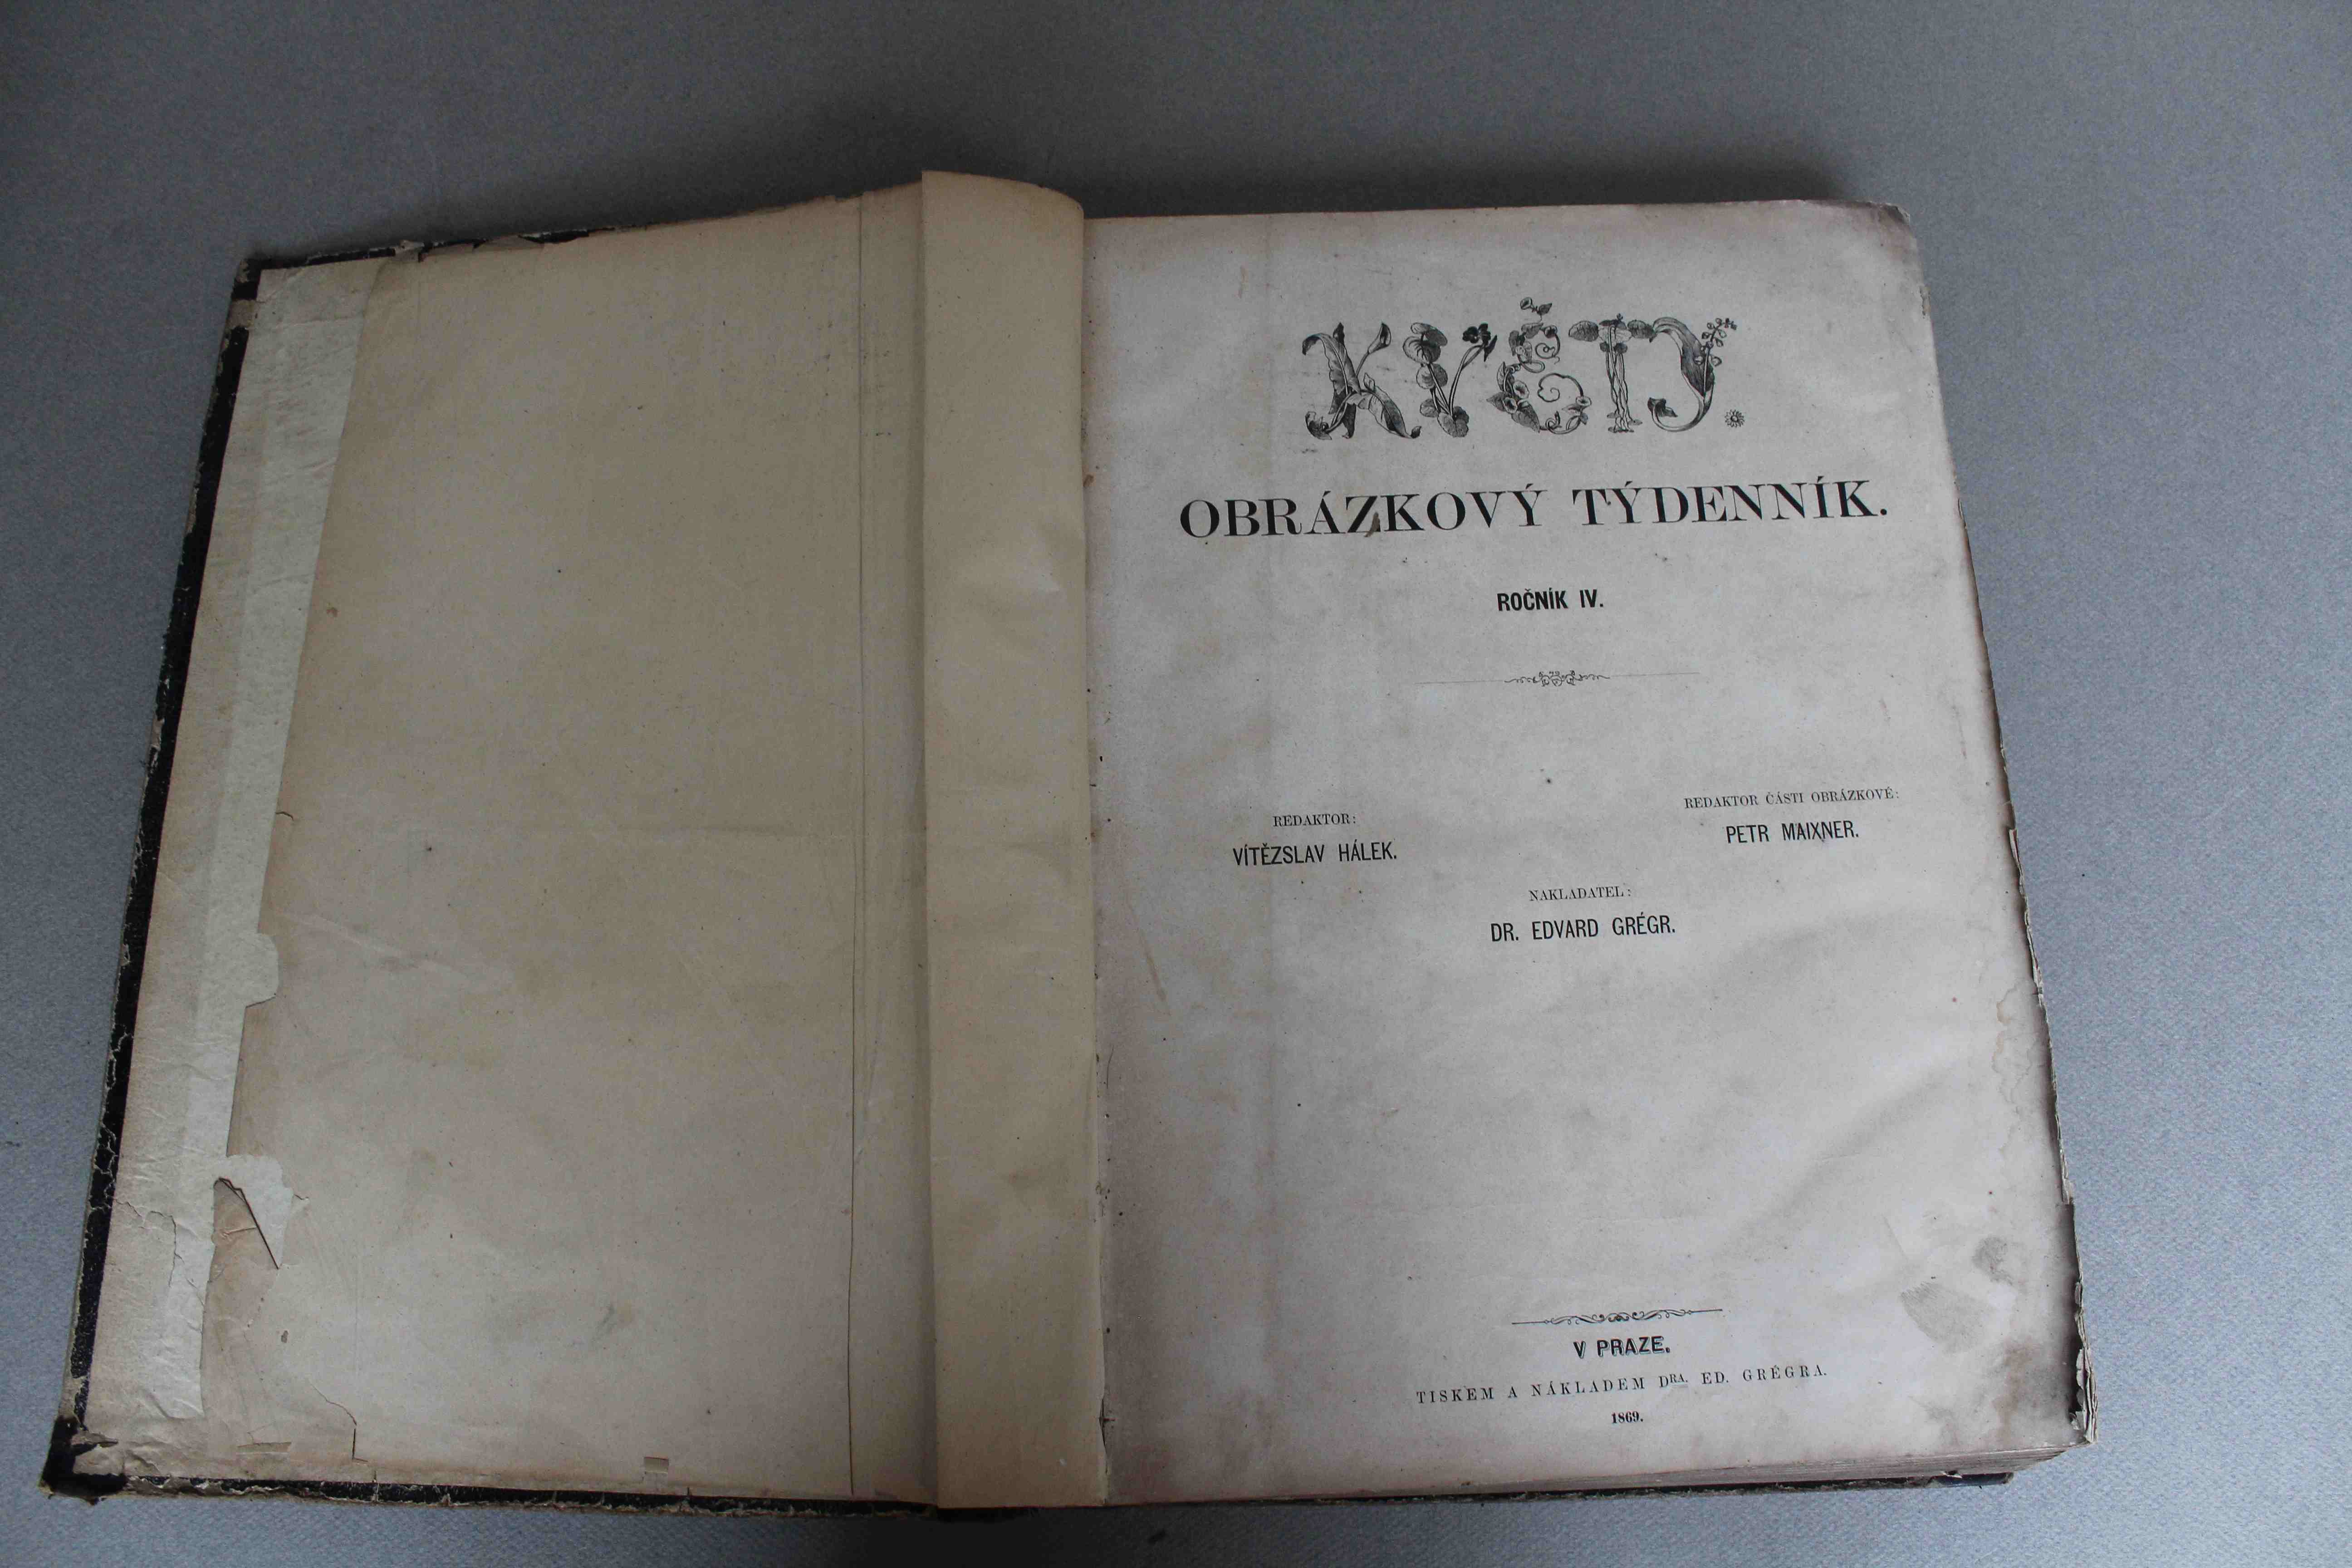 KVĚTY.
OBRÁZKOVÝ TÝDENNÍK.
ROČNÍK IV.
REDAKTOR:
VÍTĚZSLAV HÁLEK.
REDAKTOR ČÁSTI OBRÁZKOVÉ:
PETR MAIXNER.
NAKLADATEL:
DR. EDVARD GRÉGR.
V PRAZE.
TISKEM A NÁKLADEM DRA. ED. GRÉGRA.
1869.